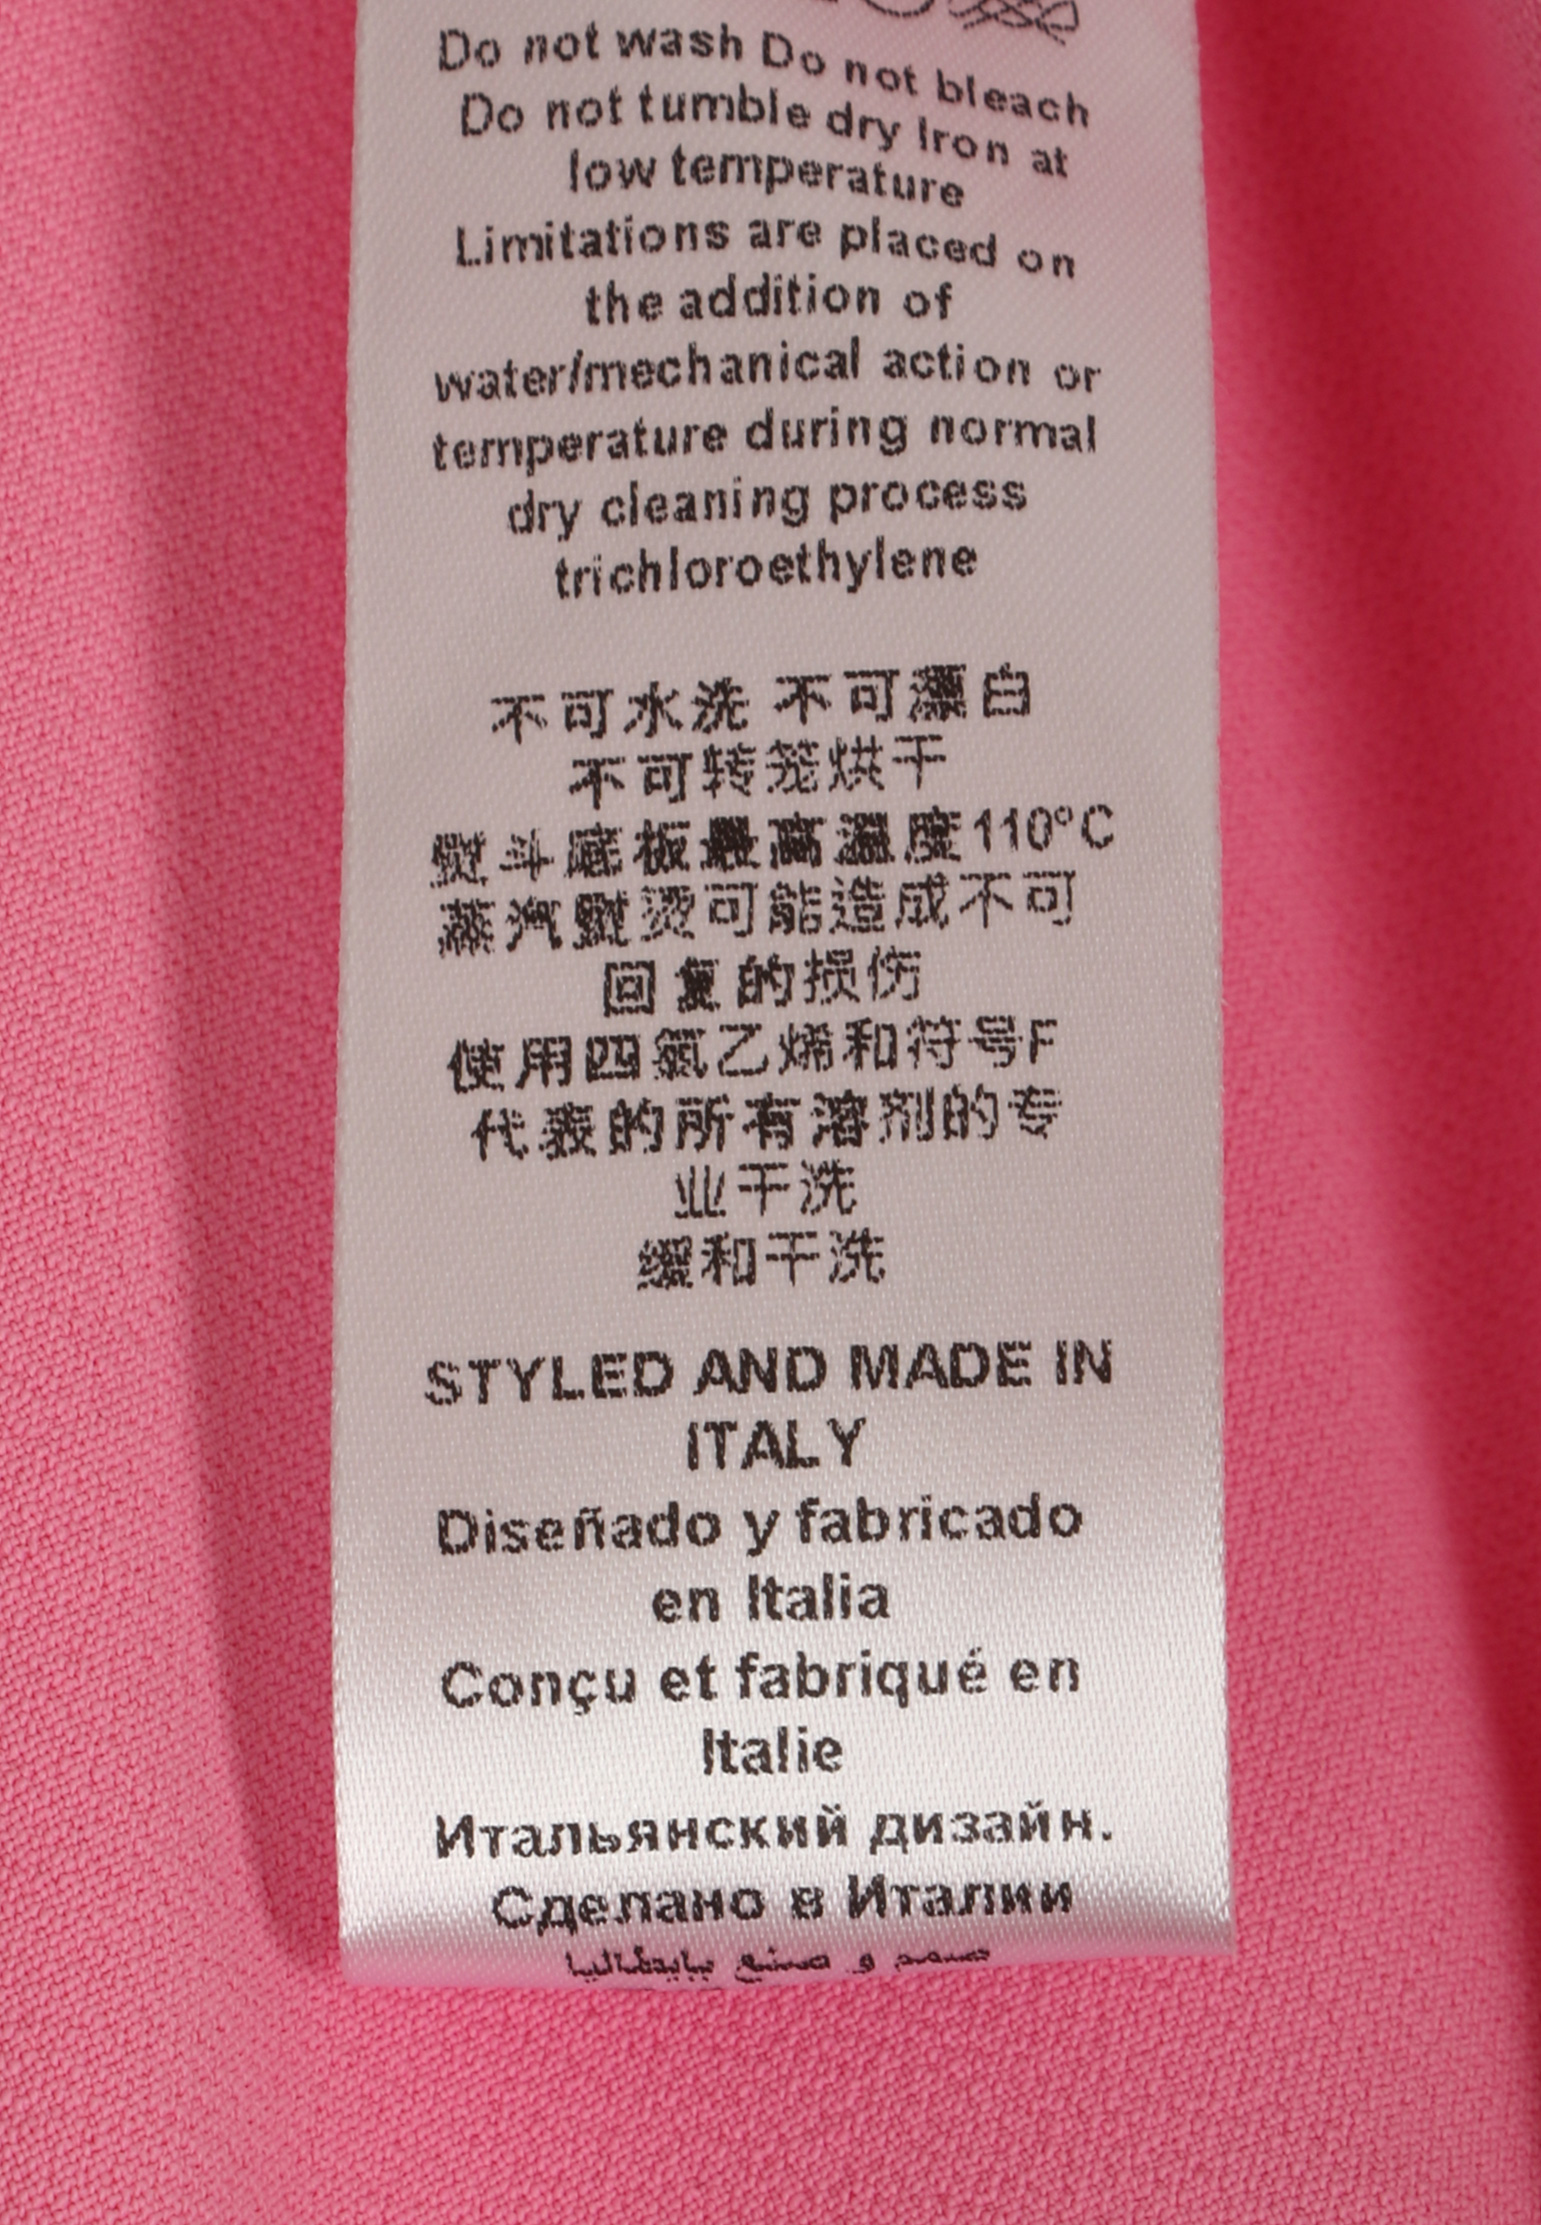 Do not wash Do not bleach
Do not tumble dry Iron at
low temperature
Limitations are placed on
the addition of
water/mechanical action or
temperature during normal
dry cleaning process
trichloroethylene
不可水洗 不可漂白
不可转笼烘干
熨斗底板最高温度110°C
蒸汽熨烫可能造成不可
回复的损伤
使用四氯乙烯和符号F
代表的所有溶剂的专
业干洗
缓和干洗
STYLED AND MADE IN
ITALY
Diseñado y fabricado
en Italia
Conçu et fabriqué en
Italie
Итальянский дизайн.
Сделано в Италии